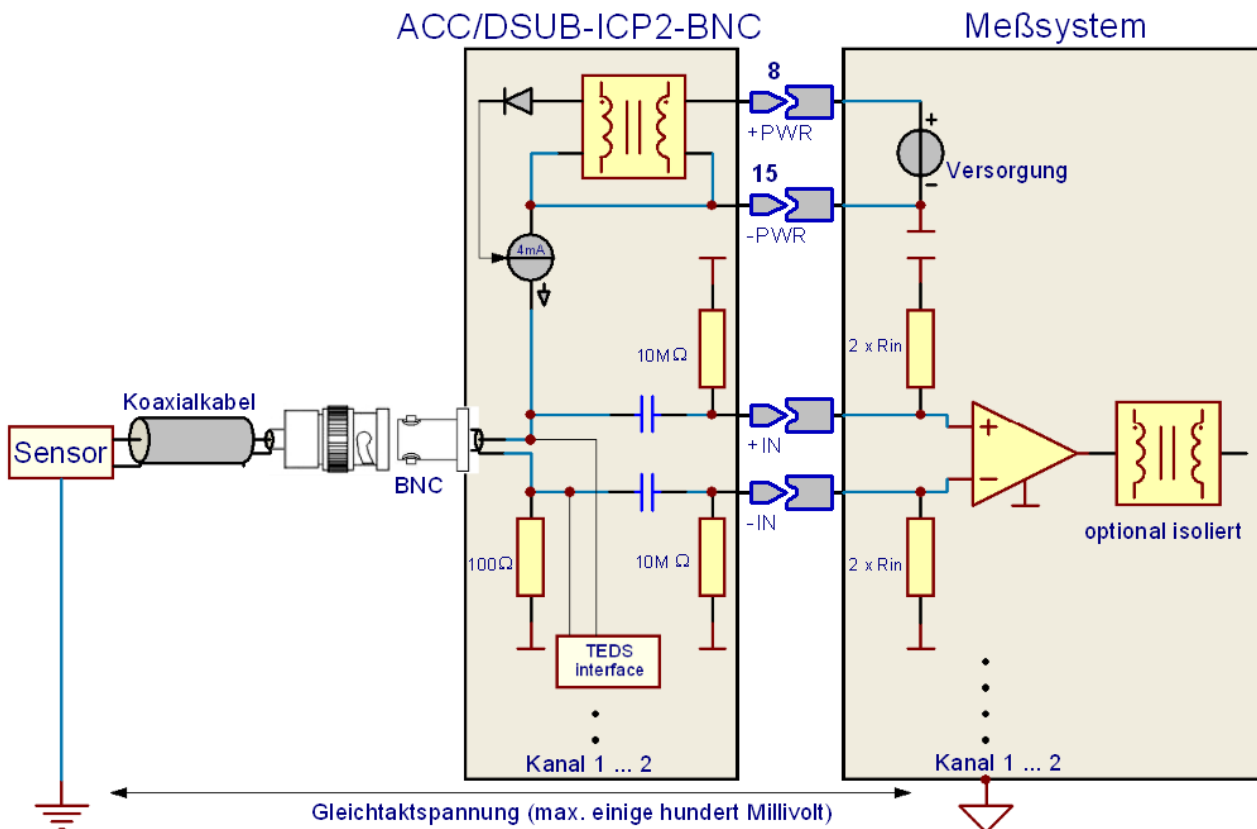 ACC/DSUB-ICP2-BNC
Meßsystem
8
+PWR
+
Versorgung
−
15
-PWR
4mA
10MΩ
2 x Rin
Koaxialkabel
Sensor
BNC
+IN
+
−
-IN
optional isoliert
100Ω
10M Ω
2 x Rin
TEDS
interface
Kanal 1 ... 2
Kanal 1 ... 2
Gleichtaktspannung (max. einige hundert Millivolt)